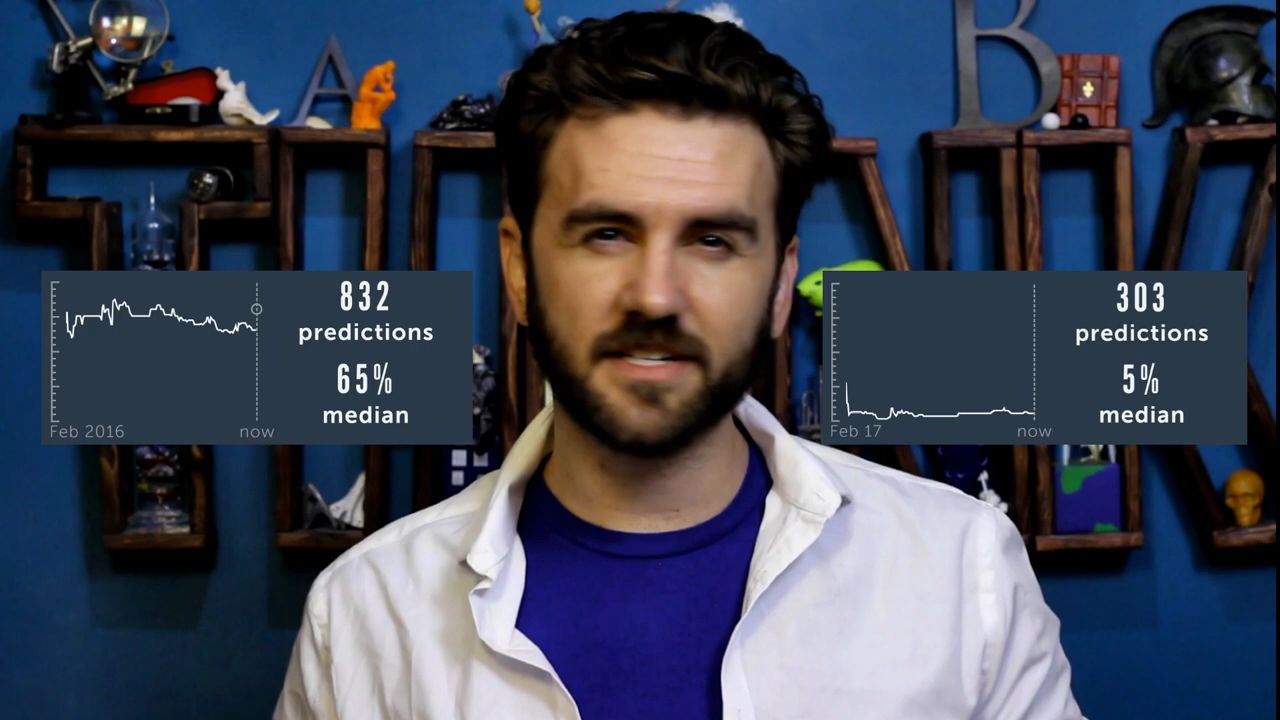 A
B
832
predictions
65%
median
Feb 2016
now
303
predictions
5%
median
Feb 17
now